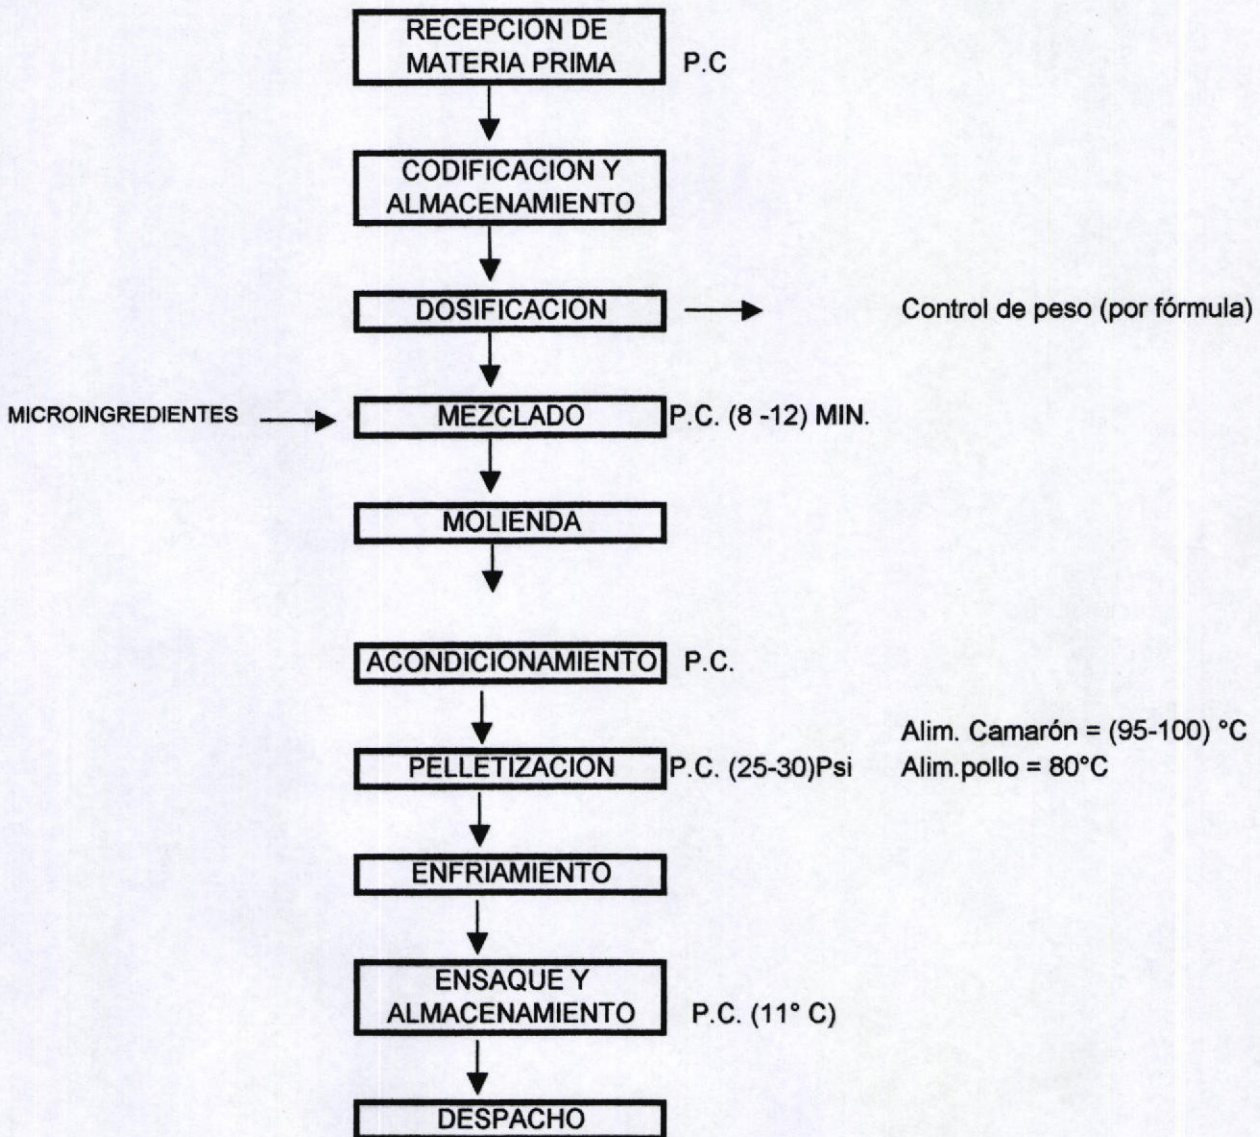 RECEPCION DE
MATERIA PRIMA
P.C
CODIFICACION Y
ALMACENAMIENTO
DOSIFICACION
Control de peso (por fórmula)
MICROINGREDIENTES
MEZCLADO
P.C. (8 -12) MIN.
MOLIENDA
ACONDICIONAMIENTO
P.C.
Alim. Camarón = (95-100) °C
PELLETIZACION
P.C. (25-30)Psi
Alim.pollo = 80°C
ENFRIAMIENTO
ENSAQUE Y
ALMACENAMIENTO
P.C. (11° C)
DESPACHO